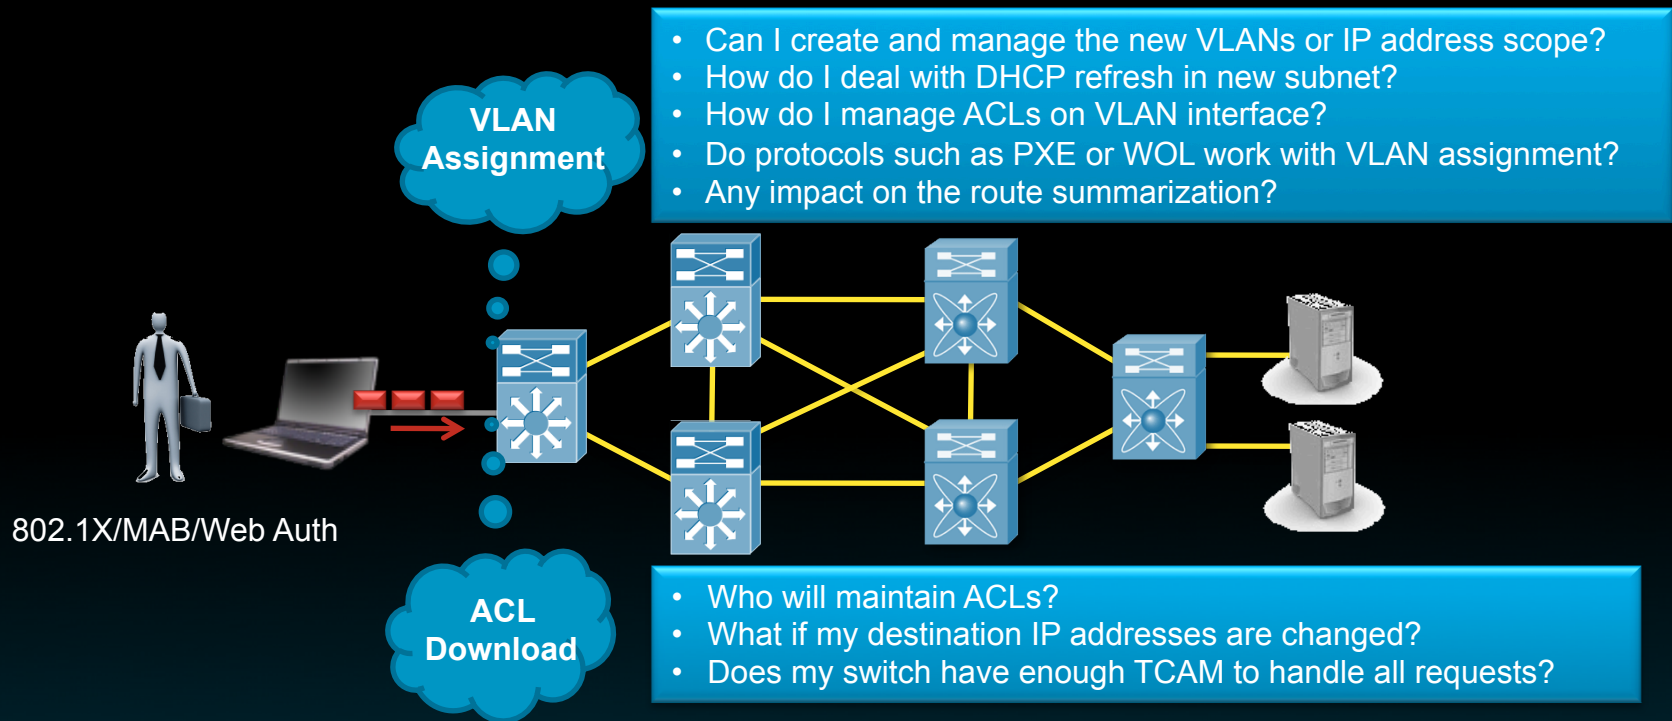 • Can I create and manage the new VLANs or IP address scope?
• How do I deal with DHCP refresh in new subnet?
• How do I manage ACLs on VLAN interface?
• Do protocols such as PXE or WOL work with VLAN assignment?
• Any impact on the route summarization?
VLAN
Assignment
802.1X/MAB/Web Auth
ACL
Download
• Who will maintain ACLs?
• What if my destination IP addresses are changed?
• Does my switch have enough TCAM to handle all requests?